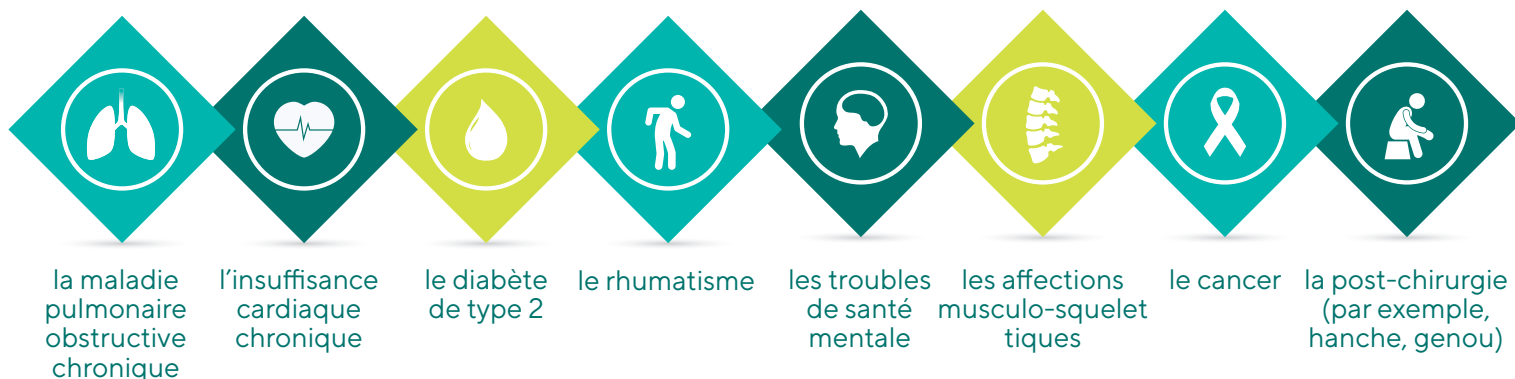 la maladie
pulmonaire
obstructive
chronique
l'insuffisance
cardiaque
chronique
le diabète
de type 2
le rhumatisme
les troubles
de santé
mentale
les affections
musculo-squelet
tiques
le cancer
la post-chirurgie
(par exemple,
hanche, genou)